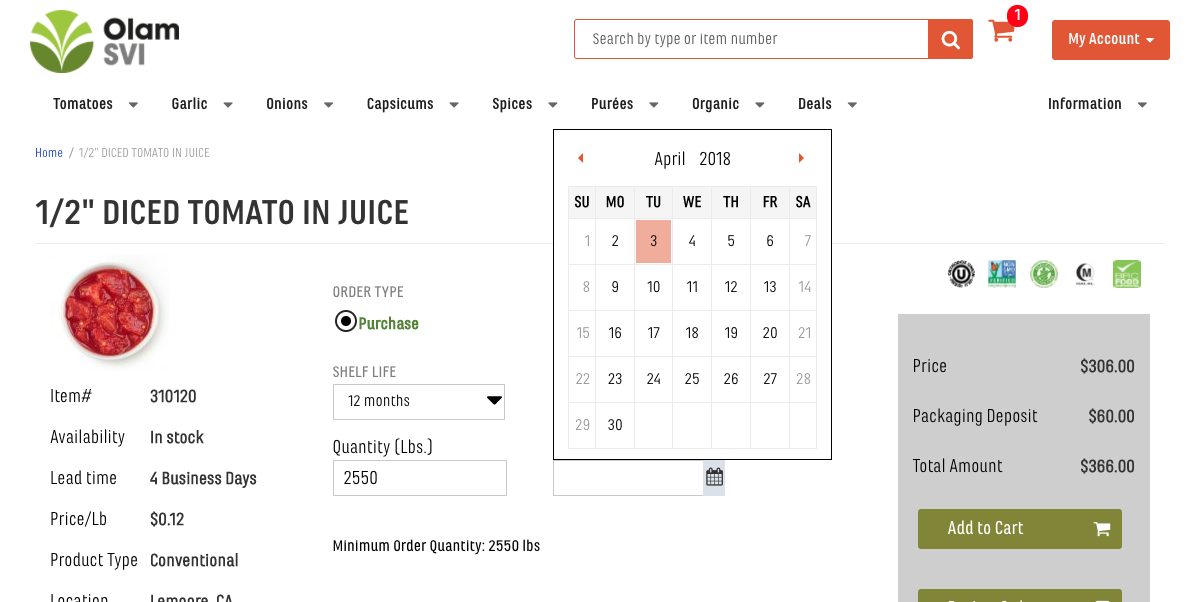 Olam
SVI
Search by type or item number
1
My Account
Tomatoes Garlic Onions Capsicums Spices Purées Organic Deals Information
Home / 1/2" DICED TOMATO IN JUICE
April 2018
SU MO TU WE TH FR SA
1 2 3 4 5 6 7
8 9 10 11 12 13 14
15 16 17 18 19 20 21
22 23 24 25 26 27 28
29 30
1/2" DICED TOMATO IN JUICE
ORDER TYPE
Purchase
SHELF LIFE
12 months
Quantity (Lbs.)
2550
Minimum Order Quantity: 2550 lbs
Item# 310120
Availability In stock
Lead time 4 Business Days
Price/Lb $0.12
Product Type Conventional
Location Lemoore, CA
Price $306.00
Packaging Deposit $60.00
Total Amount $366.00
Add to Cart